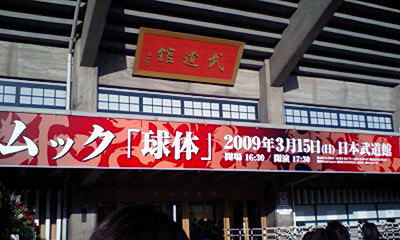 武道館
ムック「球体」 2009年3月15日(日) 日本武道館
開場 16:30 開演 17:30